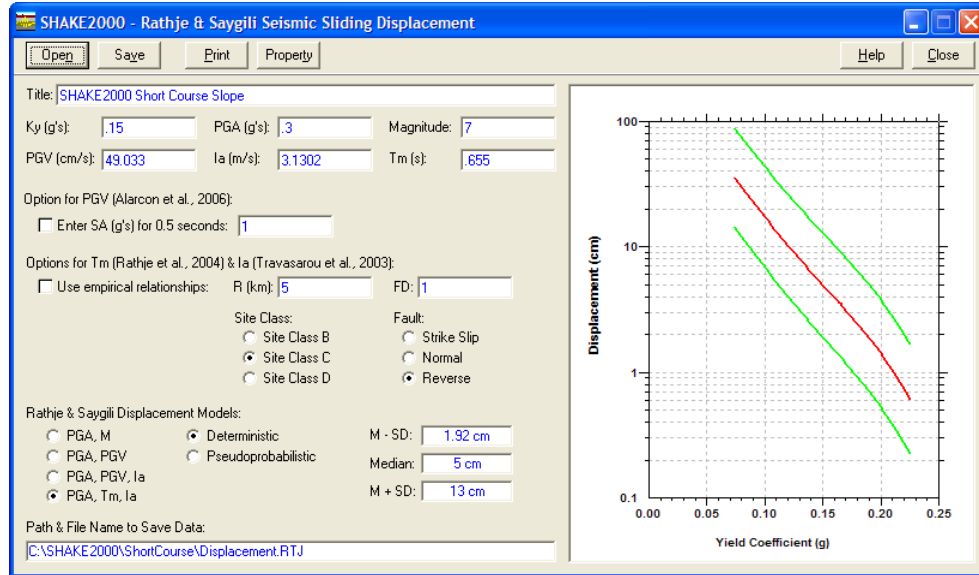 SHAKE2000 - Rathje & Saygili Seismic Sliding Displacement
Open Save Print Property Help Close
Title: SHAKE2000 Short Course Slope
Ky (g's): .15 PGA (g's): .3 Magnitude: 7
PGV (cm/s): 49.033 Ia (m/s): 3.1302 Tm (s): .655
Option for PGV (Alarcon et al., 2006):
Enter SA (g's) for 0.5 seconds: 1
Options for Tm (Rathje et al., 2004) & Ia (Travasarou et al., 2003):
Use empirical relationships: R (km): 5 FD: 1
Site Class: Fault:
Site Class B Strike Slip
Site Class C Normal
Site Class D Reverse
Rathje & Saygili Displacement Models:
PGA, M Deterministic M - SD: 1.92 cm
PGA, PGV Pseudoprobabilistic Median: 5 cm
PGA, PGV, Ia
PGA, Tm, Ia M + SD: 13 cm
Path & File Name to Save Data:
C:\SHAKE2000\ShortCourse\Displacement.RTJ
Displacement (cm)
100
10
1
0.1
0.00 0.05 0.10 0.15 0.20 0.25
Yield Coefficient (g)